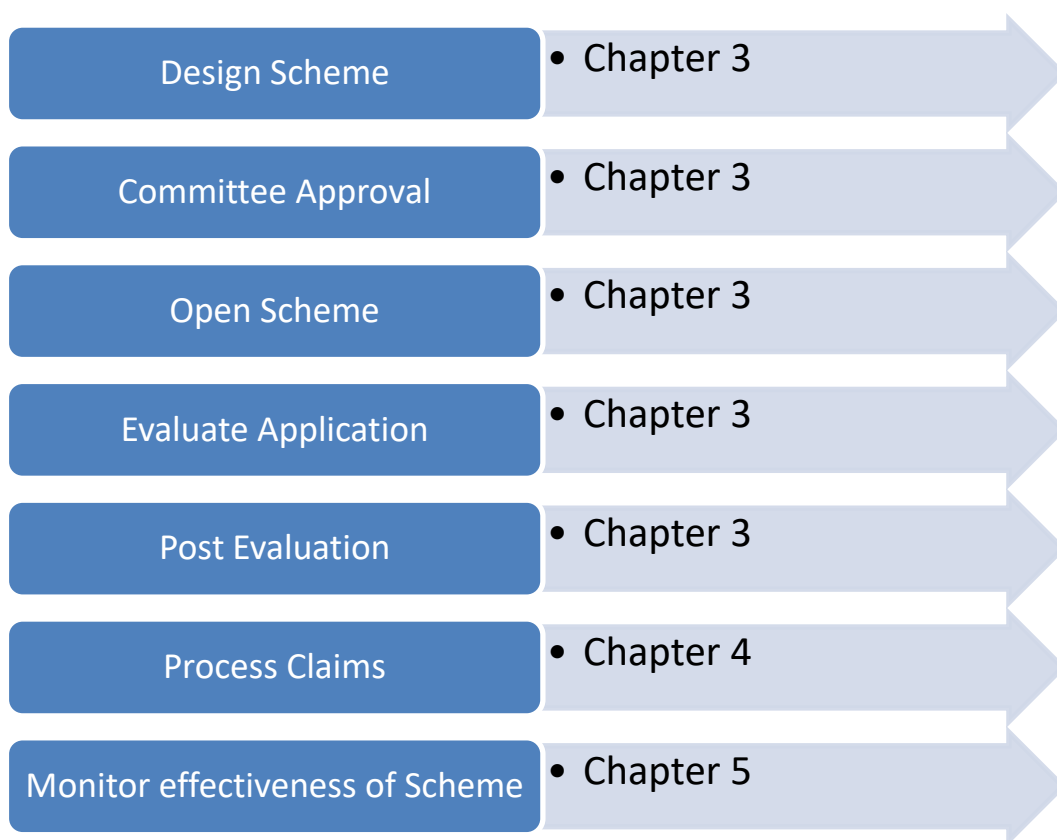 Design Scheme
• Chapter 3
Committee Approval
• Chapter 3
Open Scheme
• Chapter 3
Evaluate Application
• Chapter 3
Post Evaluation
• Chapter 3
Process Claims
• Chapter 4
Monitor effectiveness of Scheme
• Chapter 5